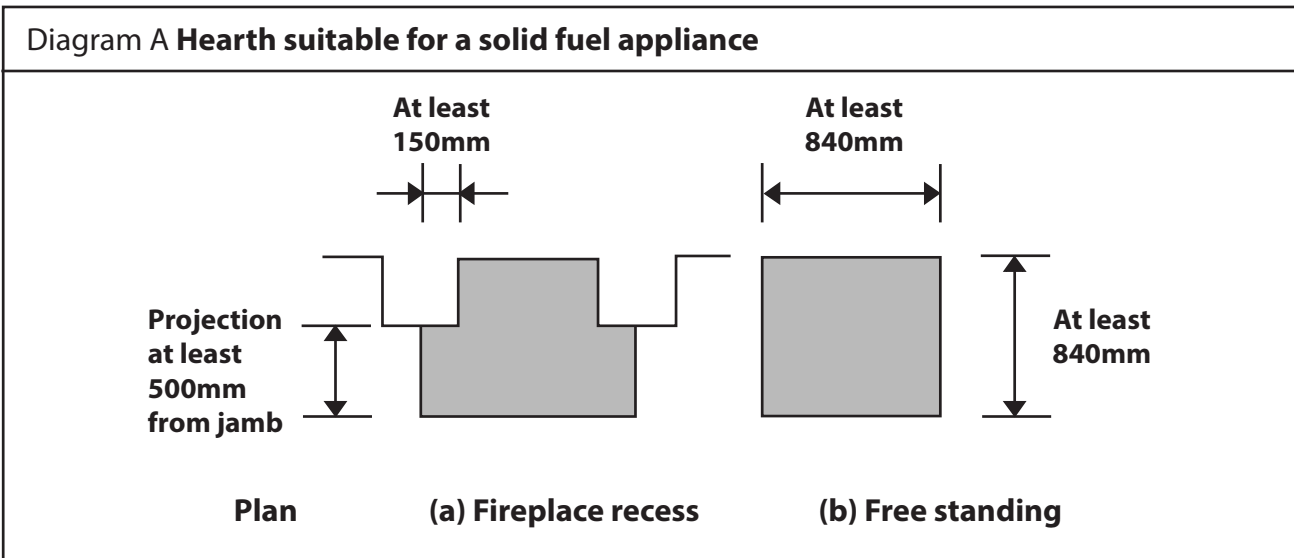 Diagram A Hearth suitable for a solid fuel appliance
At least
150mm
At least
840mm
Projection
at least
500mm
from jamb
At least
840mm
Plan
(a) Fireplace recess
(b) Free standing